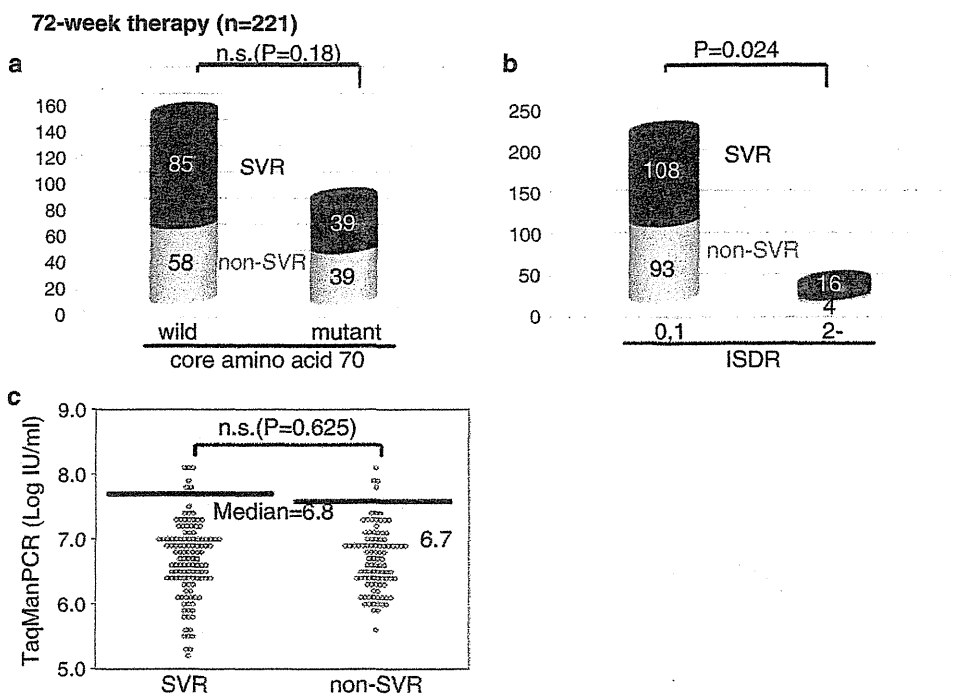 72-week therapy (n=221)
a
n.s.(P=0.18)
160
140
120
100
80
60
40
20
0
85
SVR
58
non-SVR
39
39
wild
mutant
core amino acid 70
b
P=0.024
250
200
150
100
50
0
108
SVR
93
non-SVR
16
4
0,1
2-
ISDR
c
TaqManPCR (Log IU/ml)
9.0
8.0
7.0
6.0
5.0
n.s.(P=0.625)
Median=6.8
6.7
SVR
non-SVR